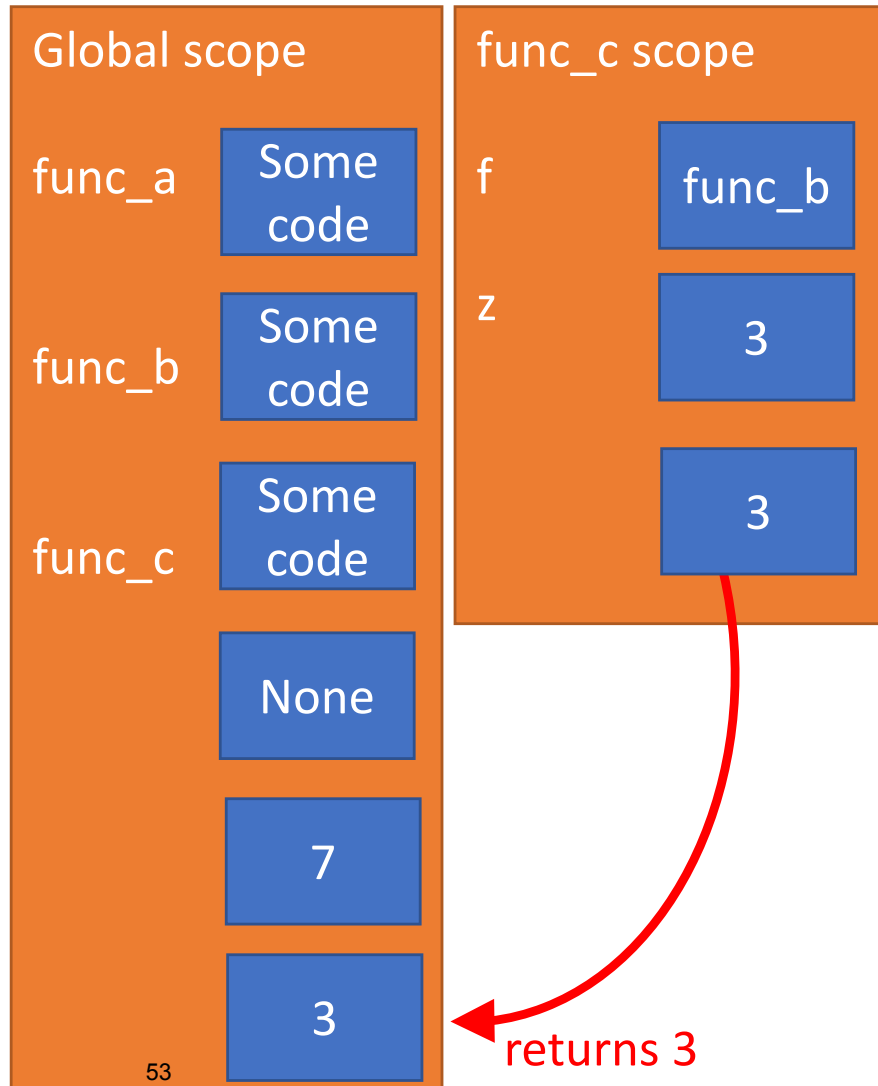 Global scope
func_a
Some
code
func_b
Some
code
func_c
Some
code
None
7
3
53
func_c scope
f
func_b
z
3
3
returns 3